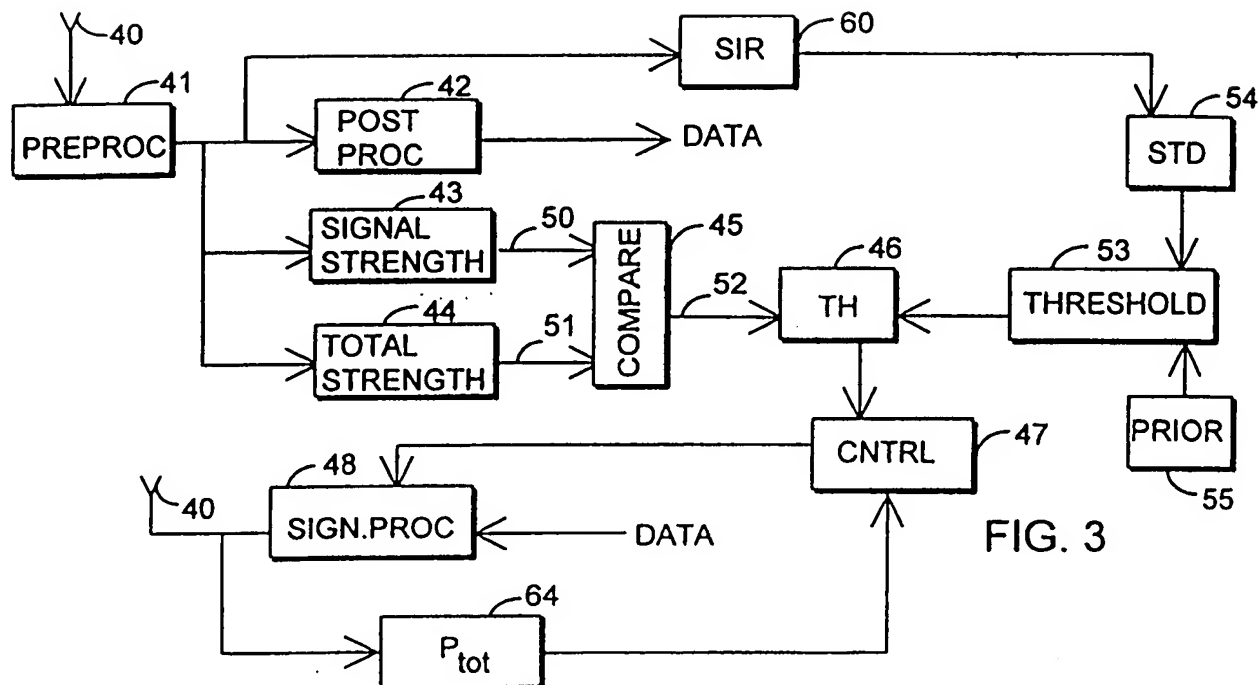 40
SIR
60
41
PREPROC
42
POST
PROC
DATA
54
STD
43
SIGNAL
STRENGTH
50
45
COMPARE
44
TOTAL
STRENGTH
51
52
46
TH
53
THRESHOLD
PRIOR
55
CNTRL
47
48
SIGN.PROC
40
DATA
FIG. 3
64
Ptot